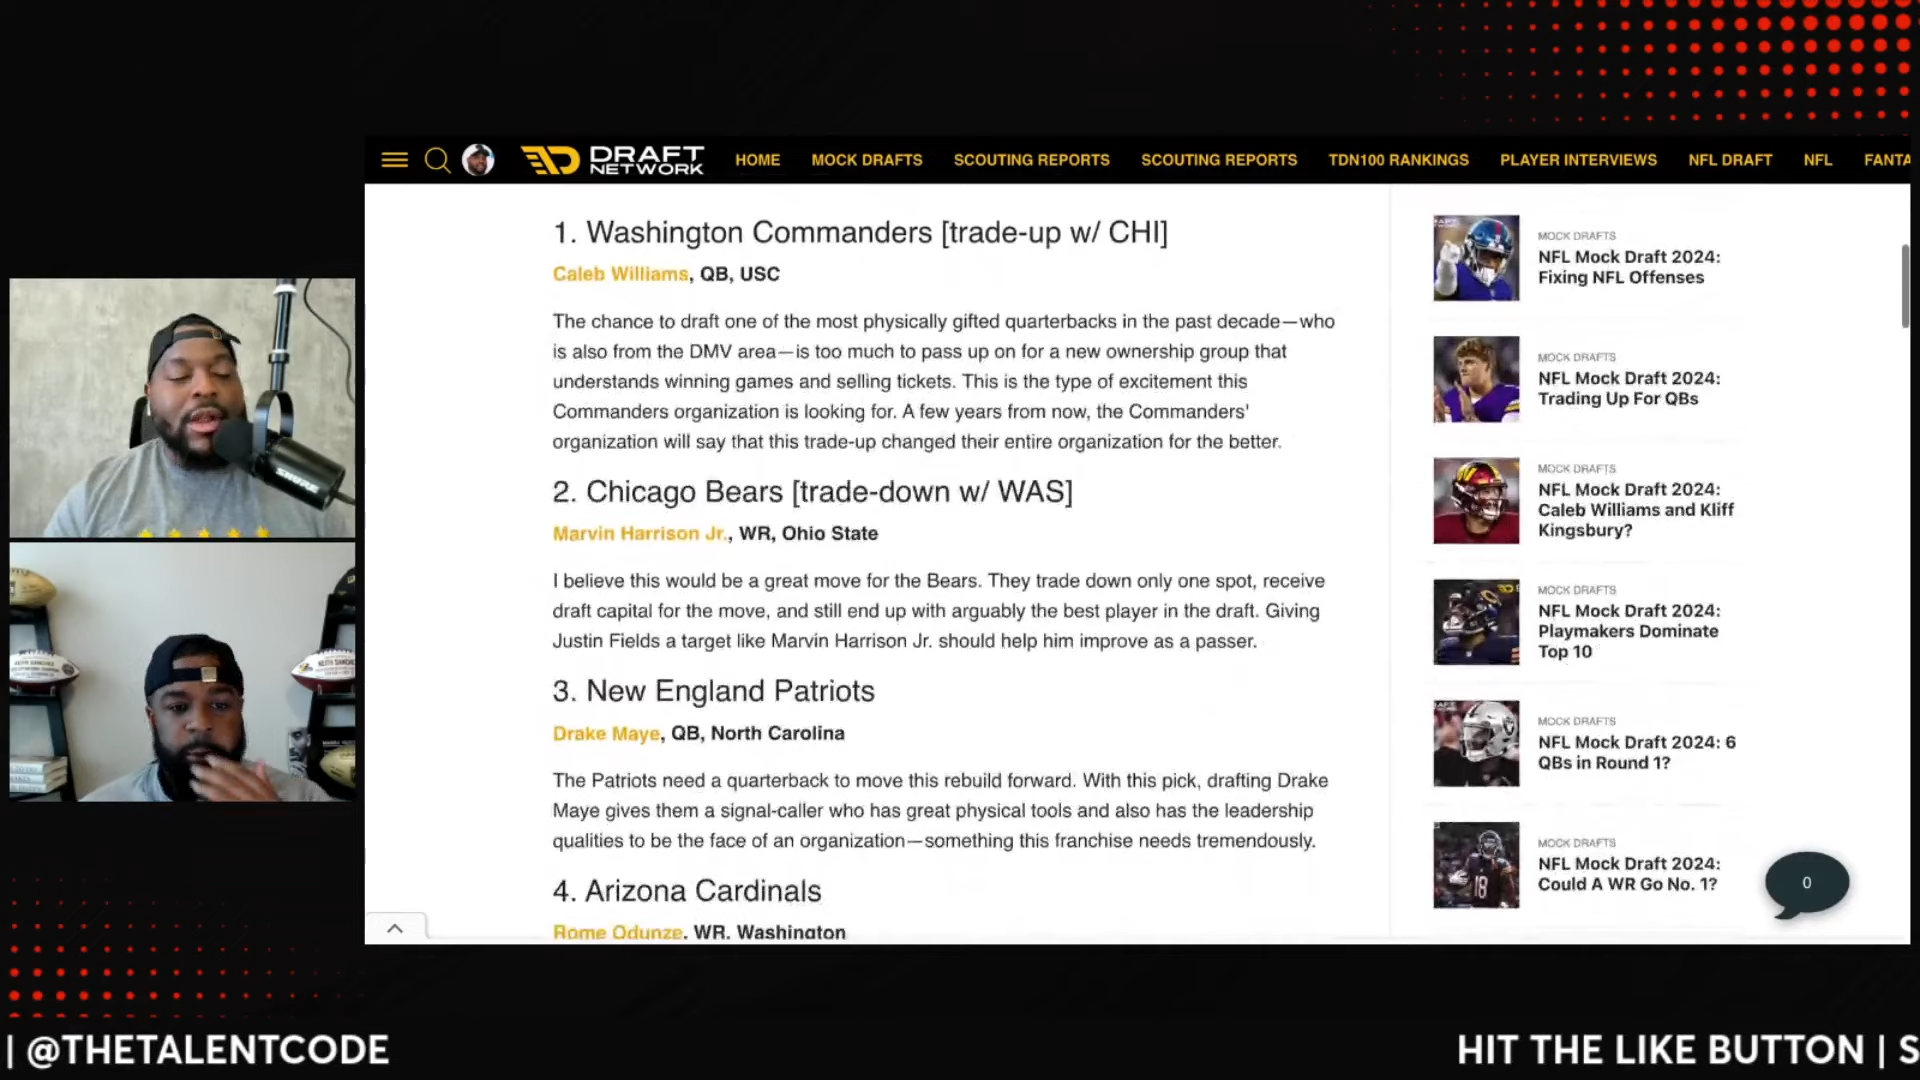 DRAFT
NETWORK
HOME
MOCK DRAFTS
SCOUTING REPORTS
SCOUTING REPORTS
TDN100 RANKINGS
PLAYER INTERVIEWS
NFL DRAFT
NFL
FANTA
1. Washington Commanders [trade-up w/ CHI]
Caleb Williams, QB, USC
The chance to draft one of the most physically gifted quarterbacks in the past decade—who
is also from the DMV area—is too much to pass up on for a new ownership group that
understands winning games and selling tickets. This is the type of excitement this
Commanders organization is looking for. A few years from now, the Commanders'
organization will say that this trade-up changed their entire organization for the better.
2. Chicago Bears [trade-down w/ WAS]
Marvin Harrison Jr., WR, Ohio State
I believe this would be a great move for the Bears. They trade down only one spot, receive
draft capital for the move, and still end up with arguably the best player in the draft. Giving
Justin Fields a target like Marvin Harrison Jr. should help him improve as a passer.
3. New England Patriots
Drake Maye, QB, North Carolina
The Patriots need a quarterback to move this rebuild forward. With this pick, drafting Drake
Maye gives them a signal-caller who has great physical tools and also has the leadership
qualities to be the face of an organization—something this franchise needs tremendously.
4. Arizona Cardinals
Rome Odunze, WR, Washington
MOCK DRAFTS
NFL Mock Draft 2024:
Fixing NFL Offenses
MOCK DRAFTS
NFL Mock Draft 2024:
Trading Up For QBs
MOCK DRAFTS
NFL Mock Draft 2024:
Caleb Williams and Kliff
Kingsbury?
MOCK DRAFTS
NFL Mock Draft 2024:
Playmakers Dominate
Top 10
MOCK DRAFTS
NFL Mock Draft 2024: 6
QBs in Round 1?
MOCK DRAFTS
NFL Mock Draft 2024:
Could A WR Go No. 1?
18
0
SHURE
KEITH SANCHEZ
| @THETALENTCODE
HIT THE LIKE BUTTON | S